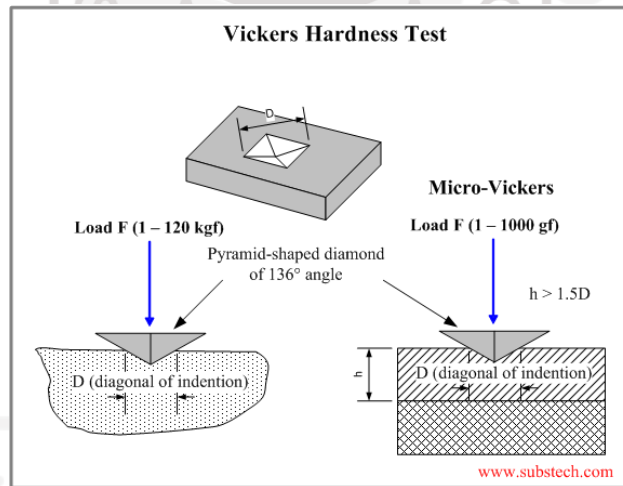 Vickers Hardness Test
D
Micro-Vickers
Load F (1 – 120 kgf)
Load F (1 – 1000 gf)
Pyramid-shaped diamond
of 136° angle
h > 1.5D
D (diagonal of indention)
h
D (diagonal of indention)
www.substech.com